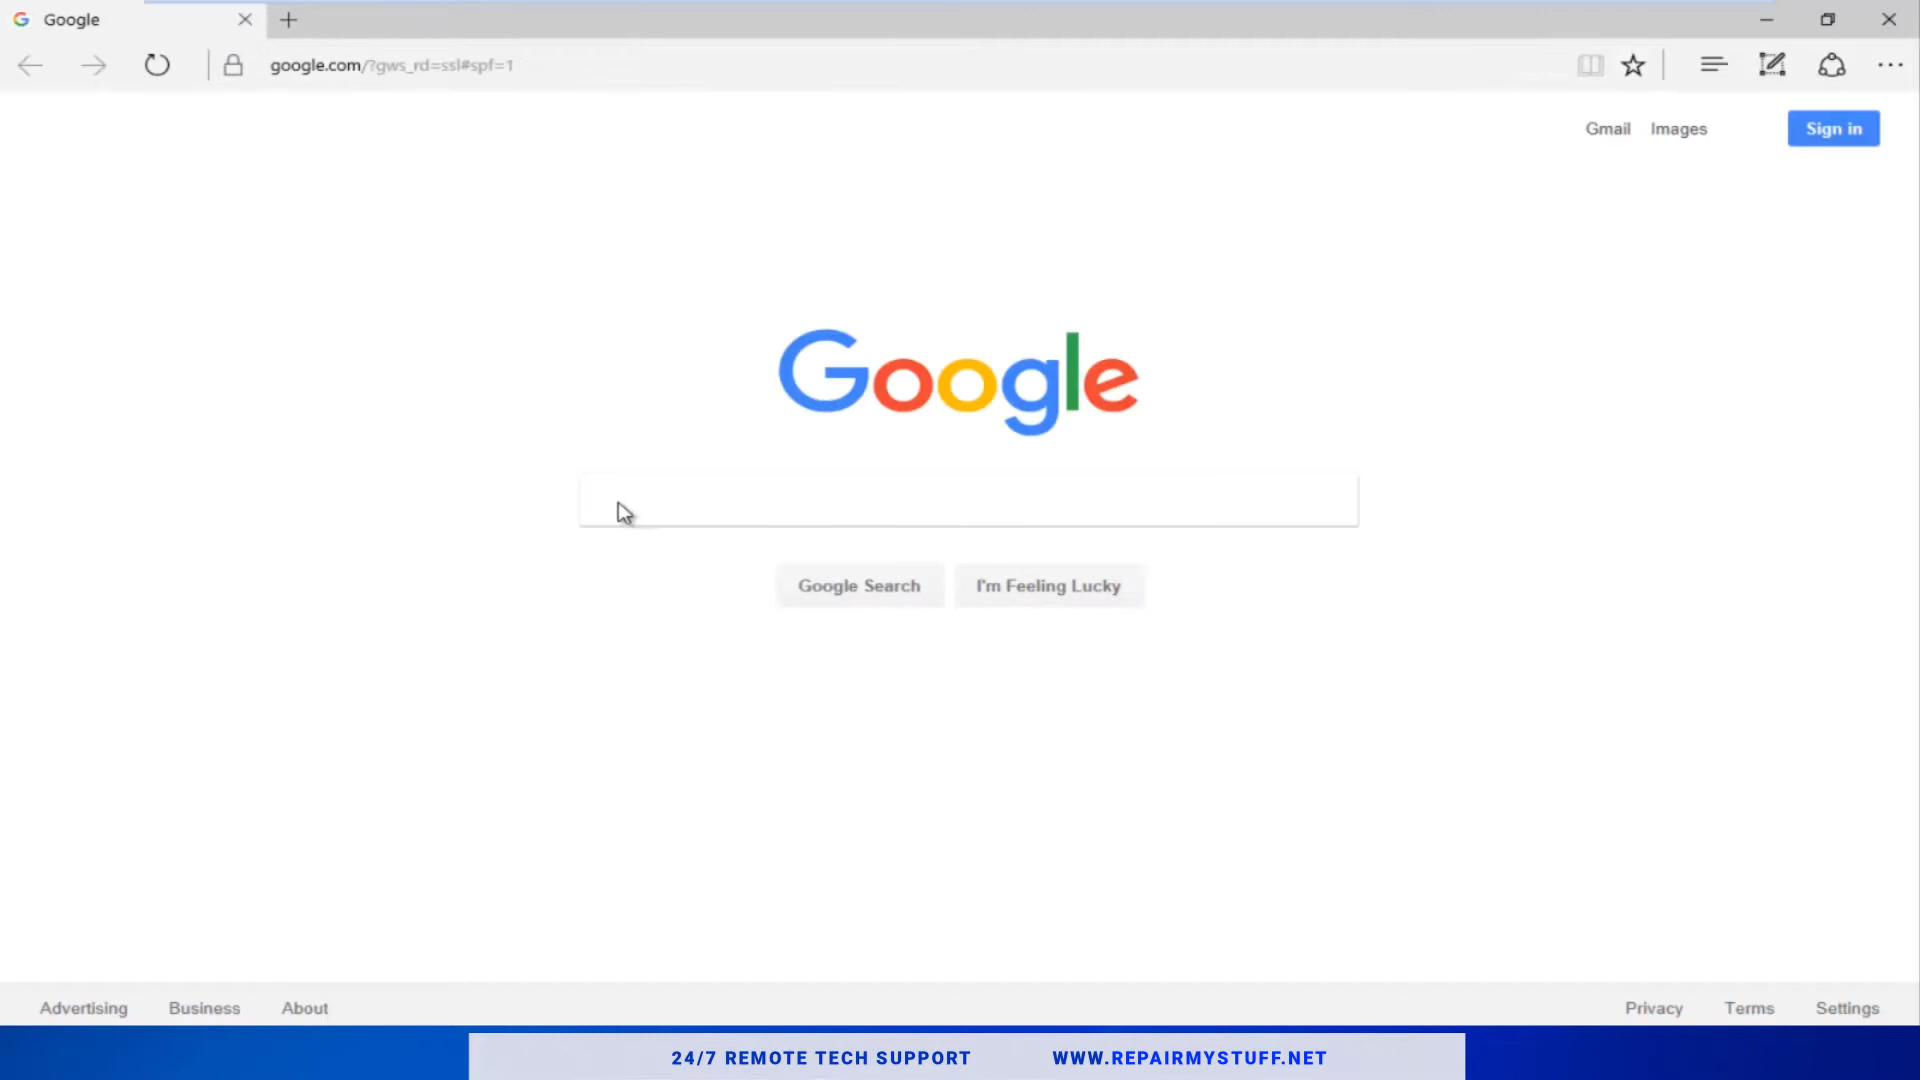 Google
google.com/?gws_rd=ssl#spf=1
Gmail Images Sign in
Google
Google Search I'm Feeling Lucky
Advertising Business About Privacy Terms Settings
24/7 REMOTE TECH SUPPORT WWW.REPAIRMYSTUFF.NET